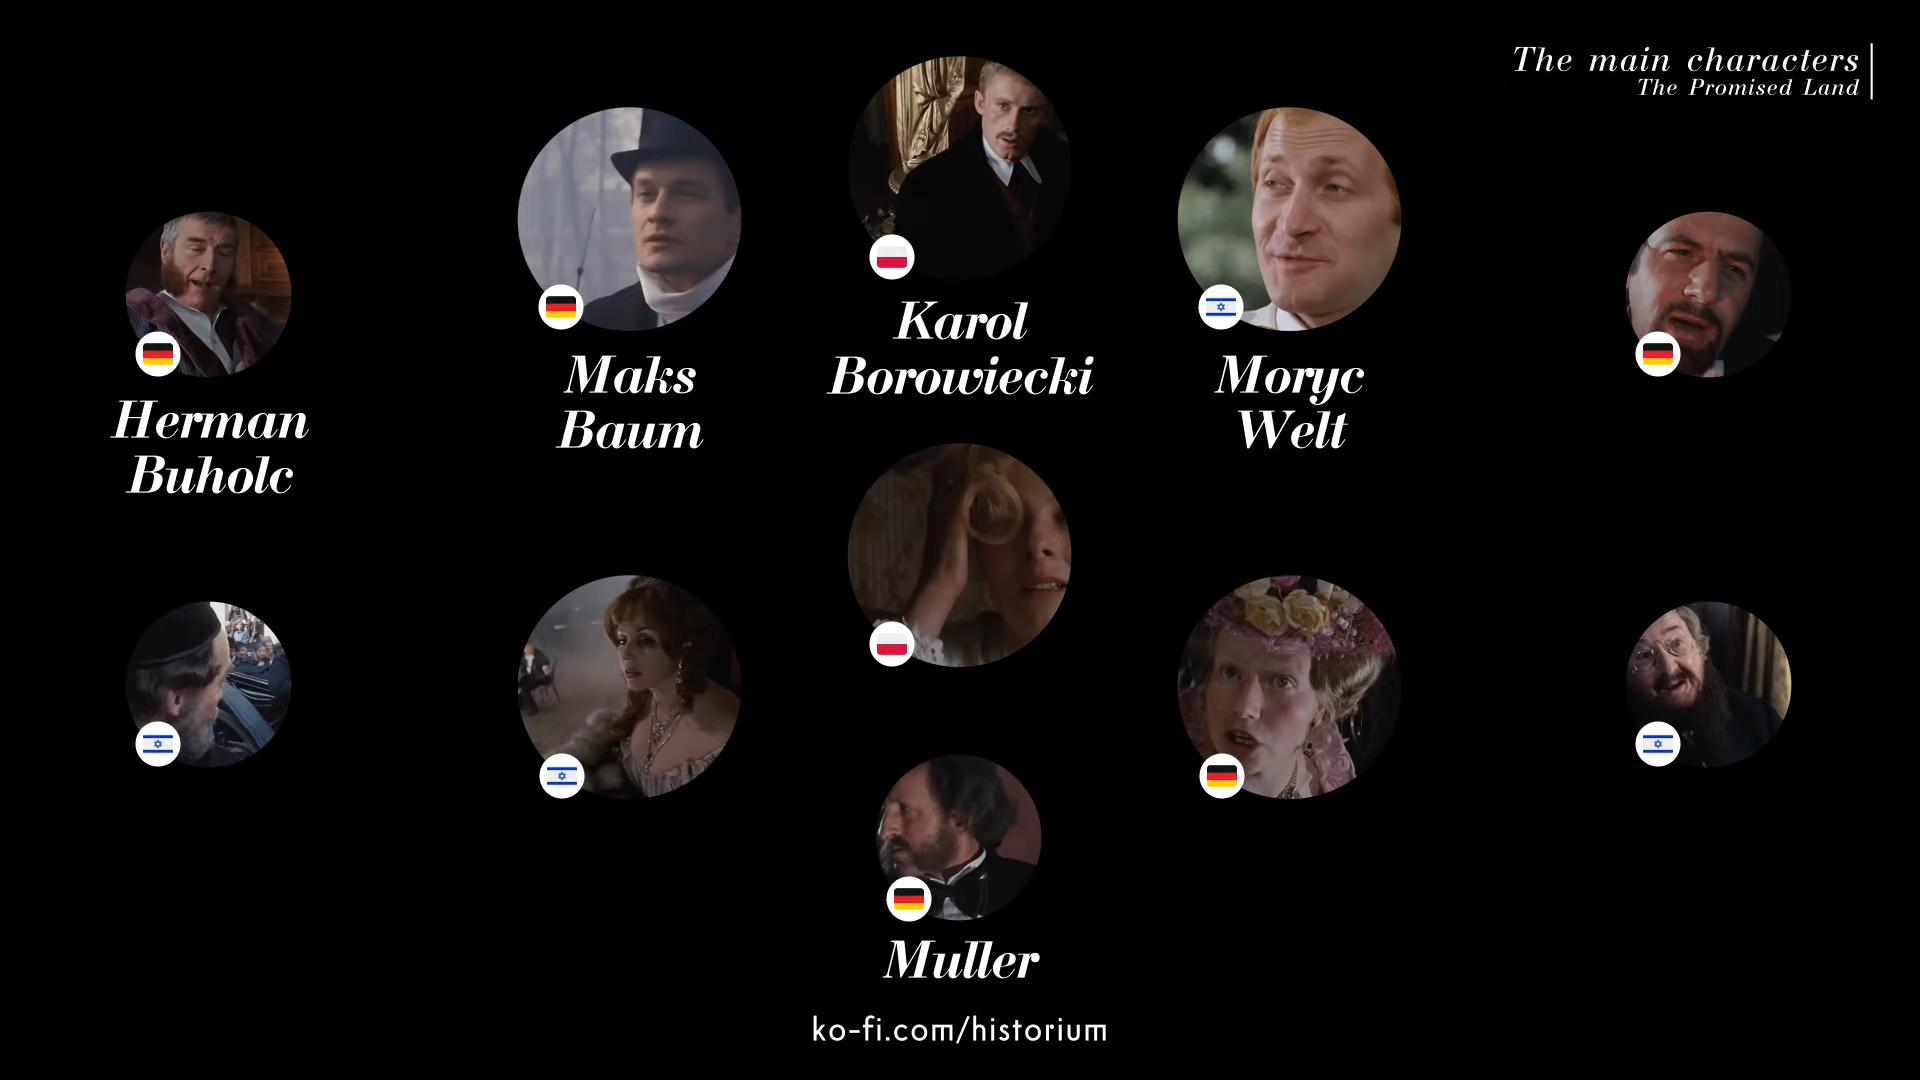 The main characters
The Promised Land
Karol
Borowiecki
Maks
Baum
Moryc
Welt
Herman
Buholc
Muller
ko-fi.com/historium